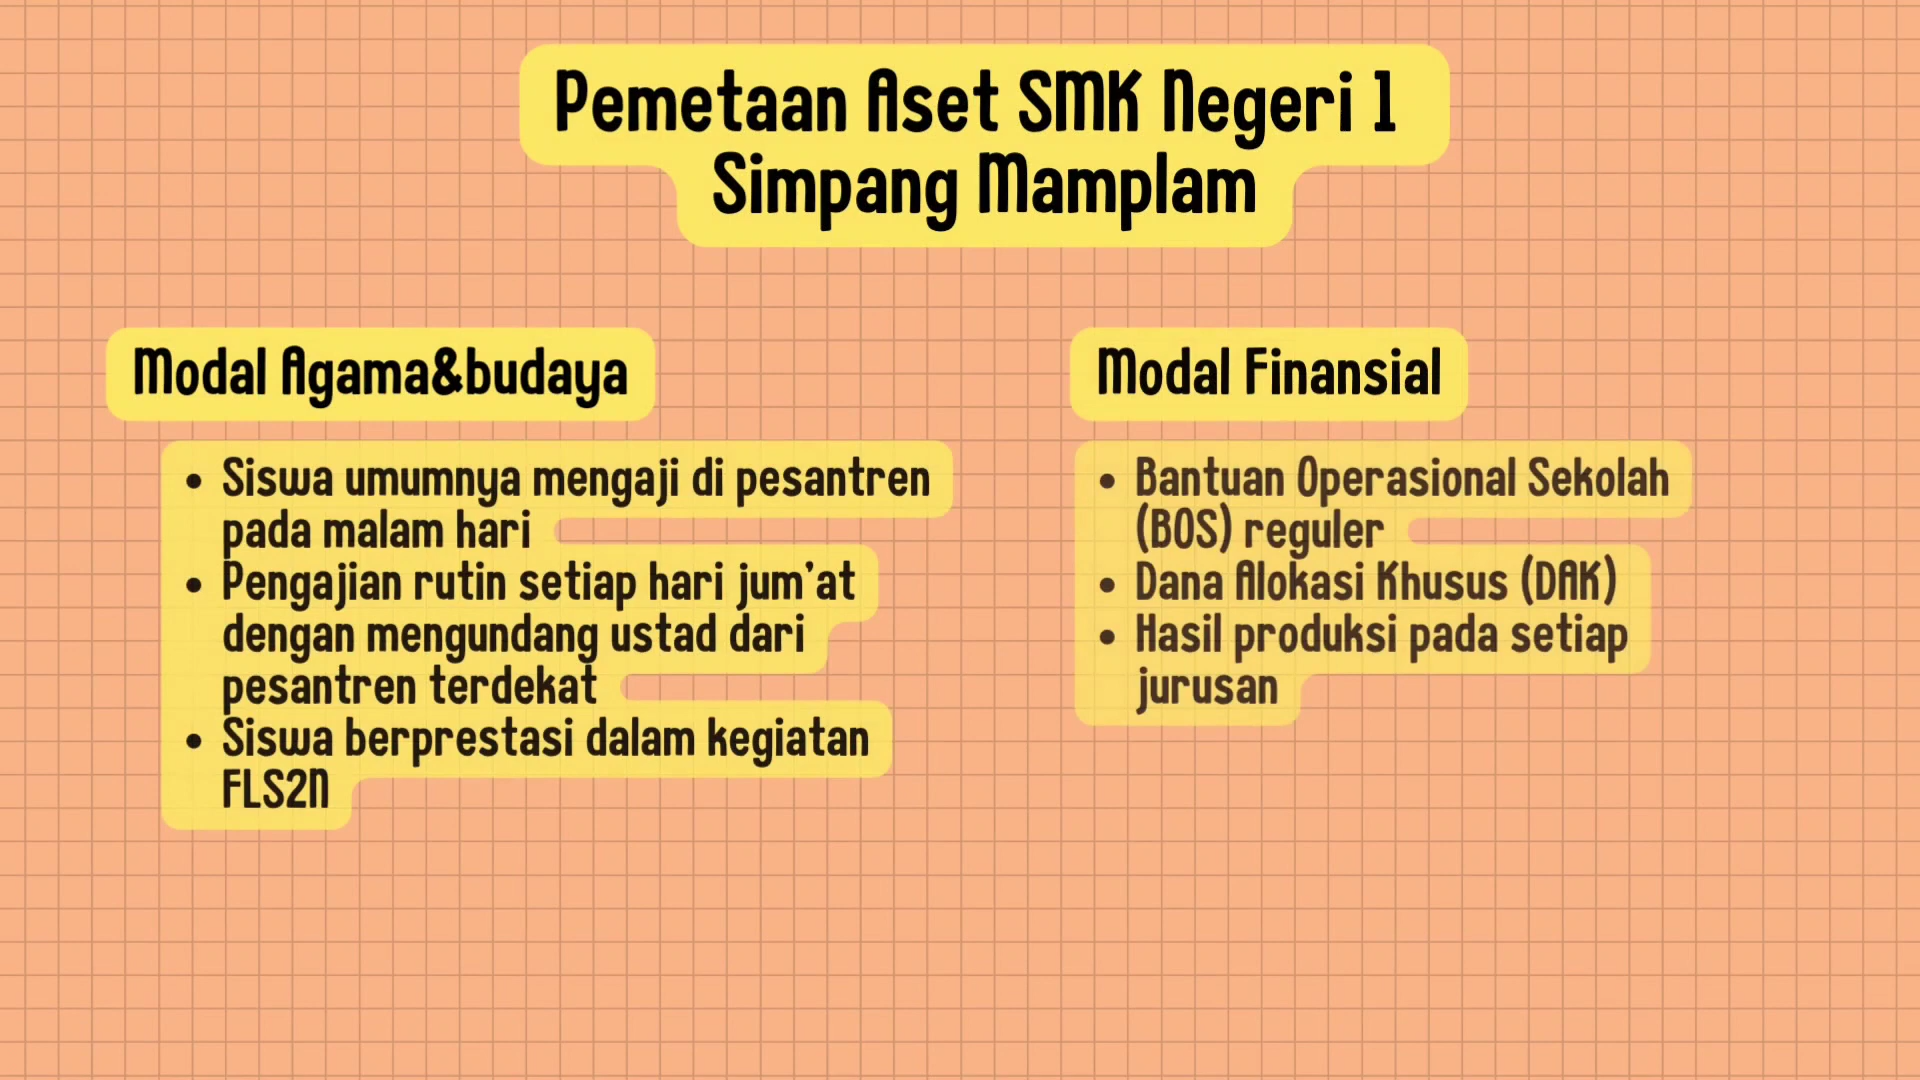 Pemetaan Aset SMK Negeri 1
Simpang Mamplam
Modal Agama&budaya
• Siswa umumnya mengaji di pesantren
pada malam hari
• Pengajian rutin setiap hari jum'at
dengan mengundang ustad dari
pesantren terdekat
• Siswa berprestasi dalam kegiatan
FLS2N
Modal Finansial
• Bantuan Operasional Sekolah
(BOS) reguler
• Dana Alokasi Khusus (DAK)
• Hasil produksi pada setiap
jurusan